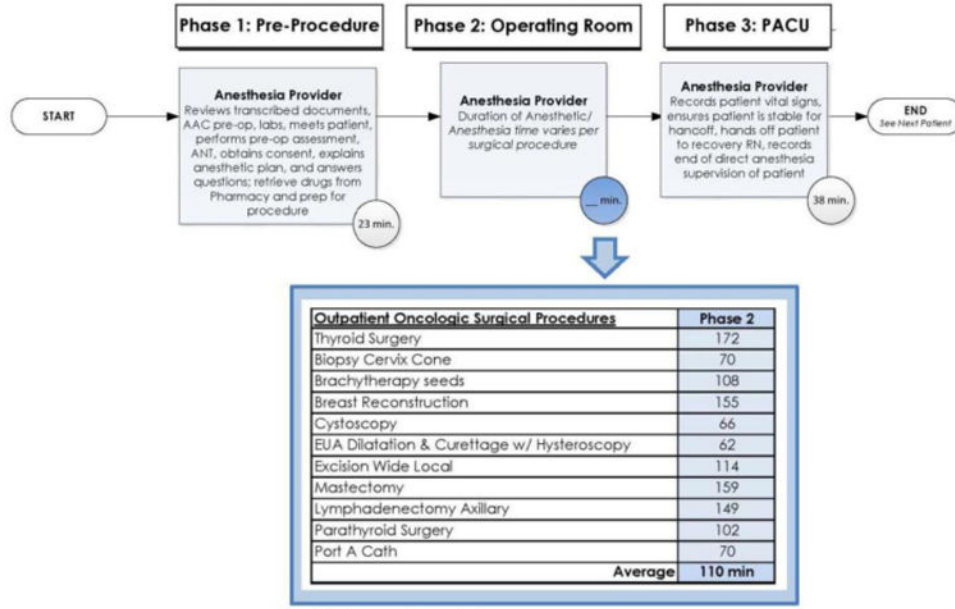 Phase 1: Pre-Procedure
Phase 2: Operating Room
Phase 3: PACU
START
Anesthesia Provider
Reviews transcribed documents,
AAC pre-op, labs, meets patient,
performs pre-op assessment,
ANT, obtains consent, explains
anesthetic plan, and answers
questions; retrieve drugs from
Pharmacy and prep for
procedure
23 min.
Anesthesia Provider
Duration of Anesthetic/
Anesthesia time varies per
surgical procedure
__ min.
Anesthesia Provider
Records patient vital signs,
ensures patient is stable for
hancoff, hands off patient
to recovery RN, records
end of direct anesthesia
supervision of patient
38 min.
END
See Next Patient
Outpatient Oncologic Surgical Procedures Phase 2
Thyroid Surgery 172
Biopsy Cervix Cone 70
Brachytherapy seeds 108
Breast Reconstruction 155
Cystoscopy 66
EUA Dilatation & Curettage w/ Hysteroscopy 62
Excision Wide Local 114
Mastectomy 159
Lymphadenectomy Axillary 149
Parathyroid Surgery 102
Port A Cath 70
Average 110 min